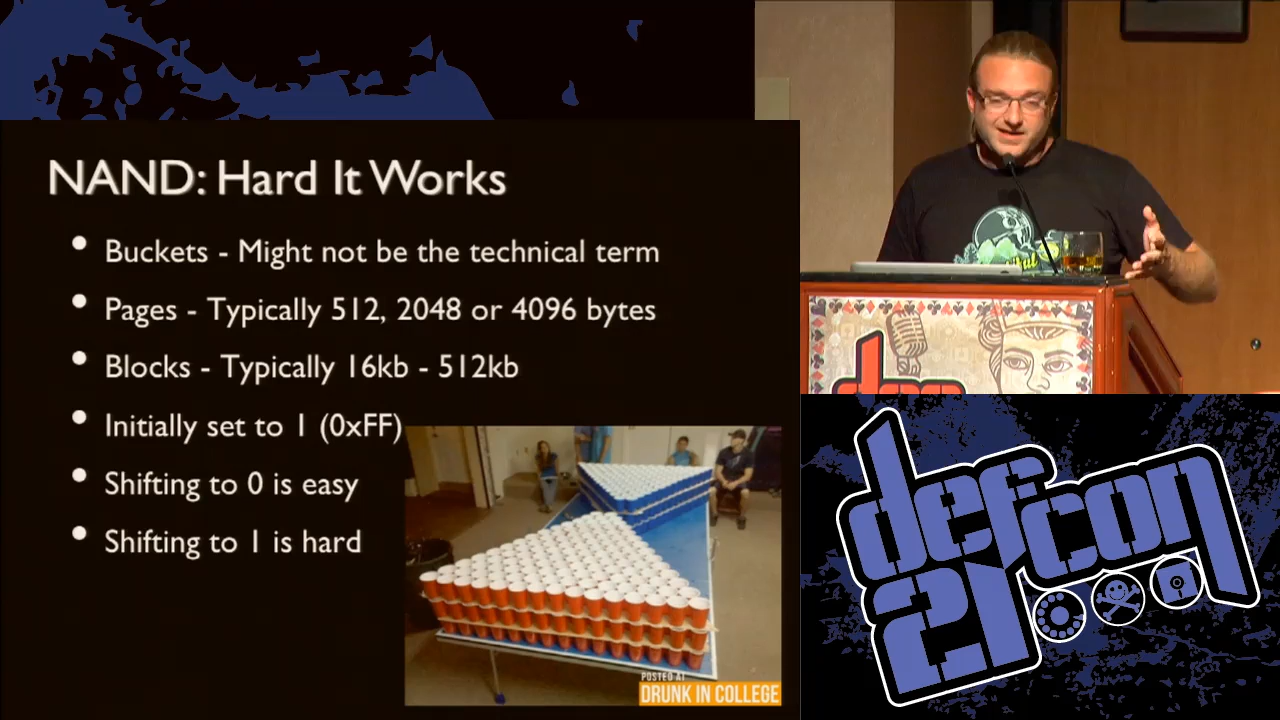 NAND: Hard It Works
• Buckets - Might not be the technical term
• Pages - Typically 512, 2048 or 4096 bytes
• Blocks - Typically 16kb - 512kb
• Initially set to 1 (0xFF)
• Shifting to 0 is easy
• Shifting to 1 is hard
POSTED AT
DRUNK IN COLLEGE
defcon
21